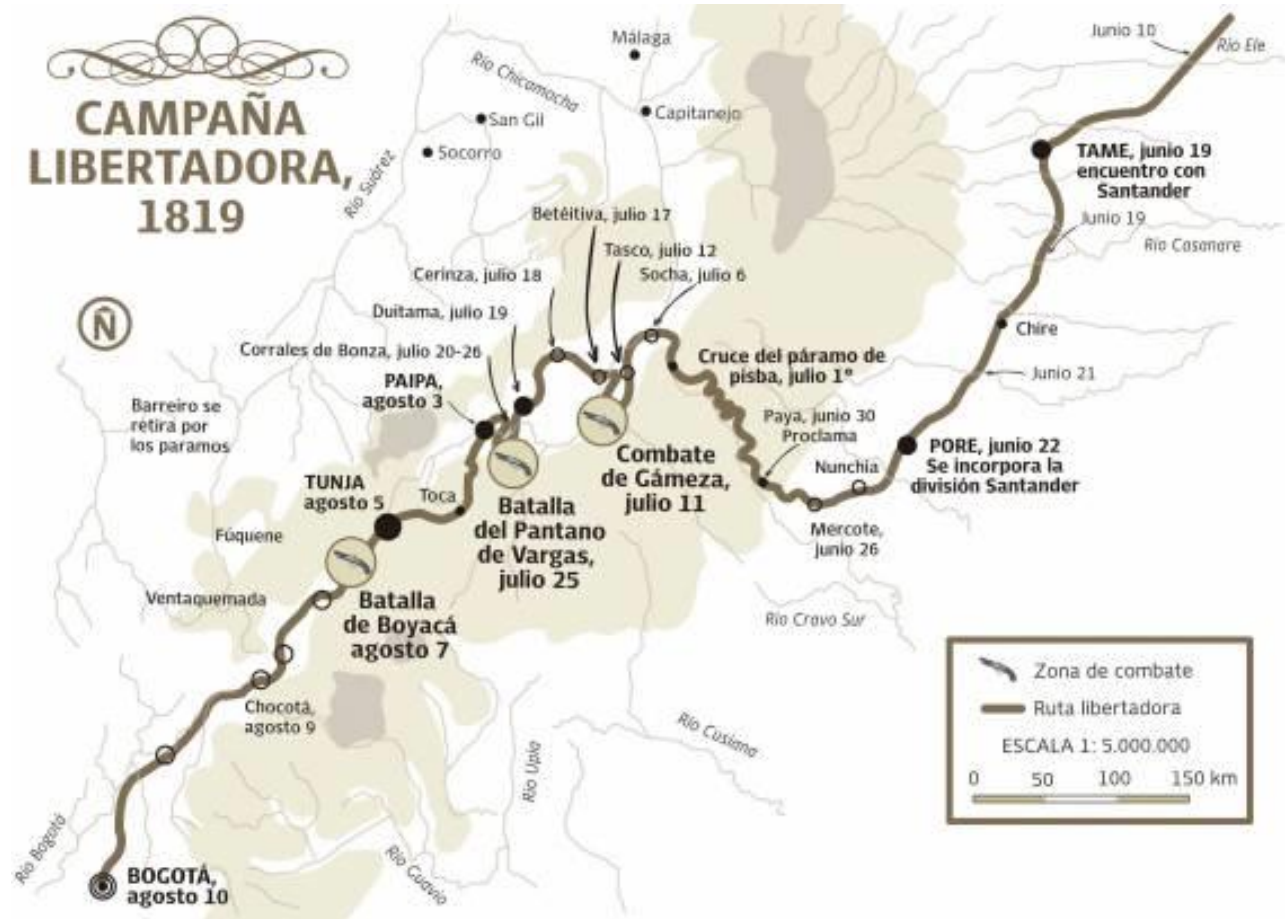 CAMPAÑA
LIBERTADORA,
1819
Ñ
Málaga
Río Chicamocha
Capitanejo
San Gil
Socorro
Río Suárez
Junio 10
Río Ele
TAME, junio 19
encuentro con
Santander
Junio 19
Río Casanare
Chire
Junio 21
PORE, junio 22
Se incorpora la
división Santander
Betéitiva, julio 17
Tasco, julio 12
Socha, julio 6
Cerinza, julio 18
Duitama, julio 19
Corrales de Bonza, julio 20-26
PAIPA,
agosto 3
Cruce del páramo de
pisba, julio 1°
Paya, junio 30
Proclama
Nunchia
Mercote,
junio 26
Barreiro se
retira por
los paramos
Combate
de Gámeza,
julio 11
TUNJA
agosto 5
Toca
Batalla
del Pantano
de Vargas,
julio 25
Fúquene
Ventaquemada
Batalla
de Boyacá
agosto 7
Río Cravo Sur
Chocotá,
agosto 9
Río Cusiana
Río Upía
Río Bogotá
Río Guavio
BOGOTÁ,
agosto 10
Zona de combate
Ruta libertadora
ESCALA 1: 5.000.000
0 50 100 150 km